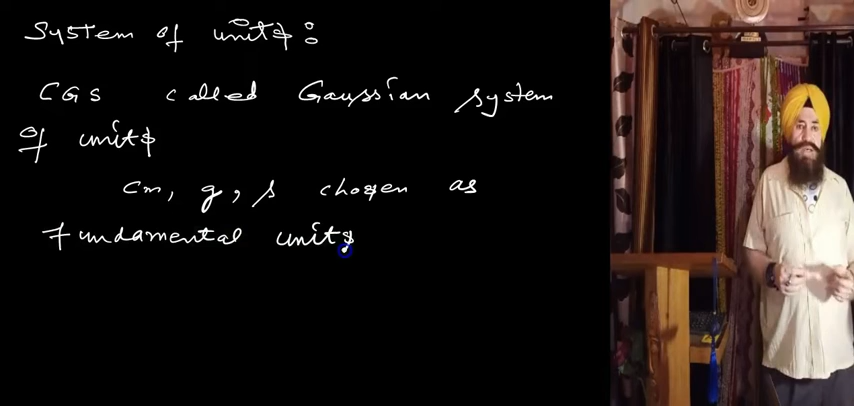 System of units :
CGS called Gaussian system
of units
cm, g, s chosen as
fundamental units